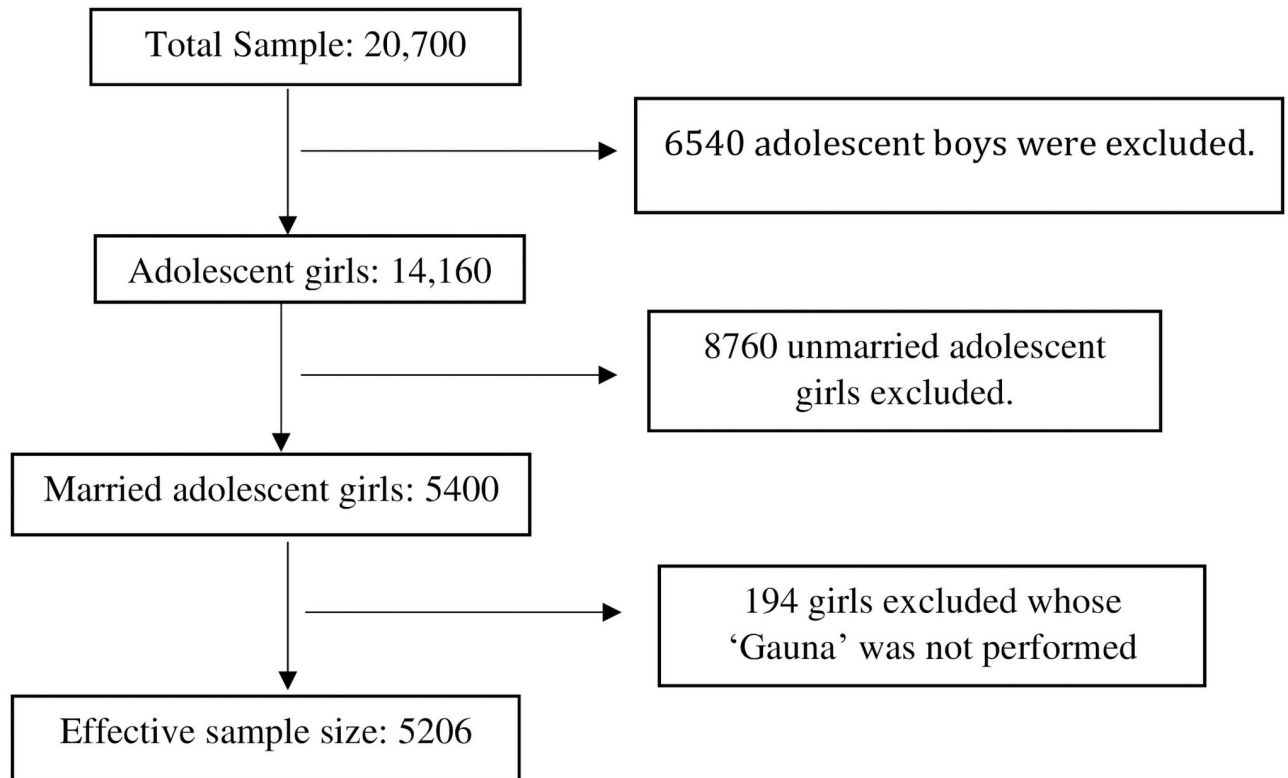 Total Sample: 20,700
6540 adolescent boys were excluded.
Adolescent girls: 14,160
8760 unmarried adolescent
girls excluded.
Married adolescent girls: 5400
194 girls excluded whose
‘Gauna’ was not performed
Effective sample size: 5206